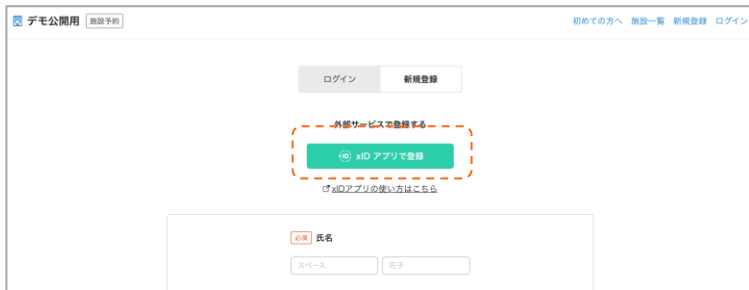 デモ公開用 施設予約 初めての方へ 施設一覧 新規登録 ログイン
ログイン 新規登録
外部サービスで登録する
iD xID アプリで登録
xIDアプリの使い方はこちら
必須 氏名
スペース 花子